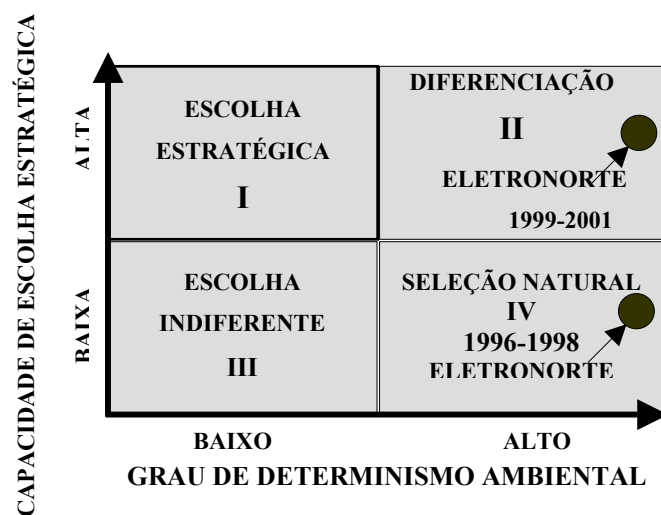 CAPACIDADE DE ESCOLHA ESTRATÉGICA
ALTA
BAIXA
ESCOLHA
ESTRATÉGICA
I
DIFERENCIAÇÃO
II
ELETRONORTE
1999-2001
ESCOLHA
INDIFERENTE
III
SELEÇÃO NATURAL
IV
1996-1998
ELETRONORTE
BAIXO
ALTO
GRAU DE DETERMINISMO AMBIENTAL